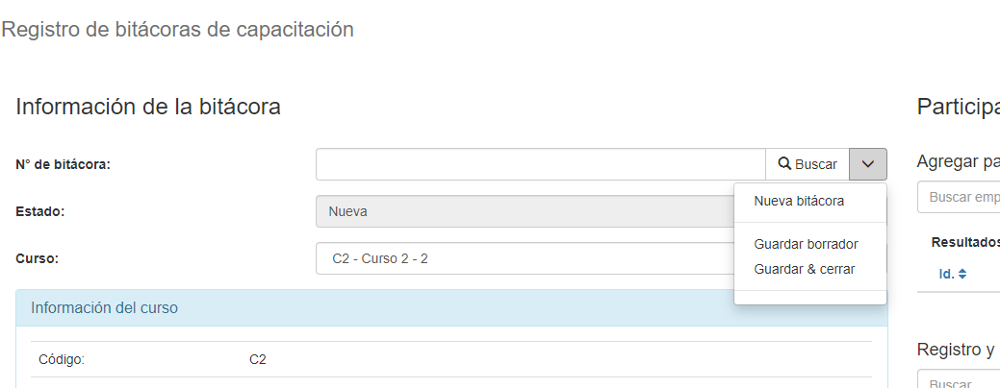 Registro de bitácoras de capacitación
Información de la bitácora
N° de bitácora:
Buscar
Nueva bitácora
Guardar borrador
Guardar & cerrar
Estado:
Nueva
Curso:
C2 - Curso 2 - 2
Información del curso
Código:
C2
Participa
Agregar pa
Buscar emp
Resultados
Id.
Registro y
Buscar